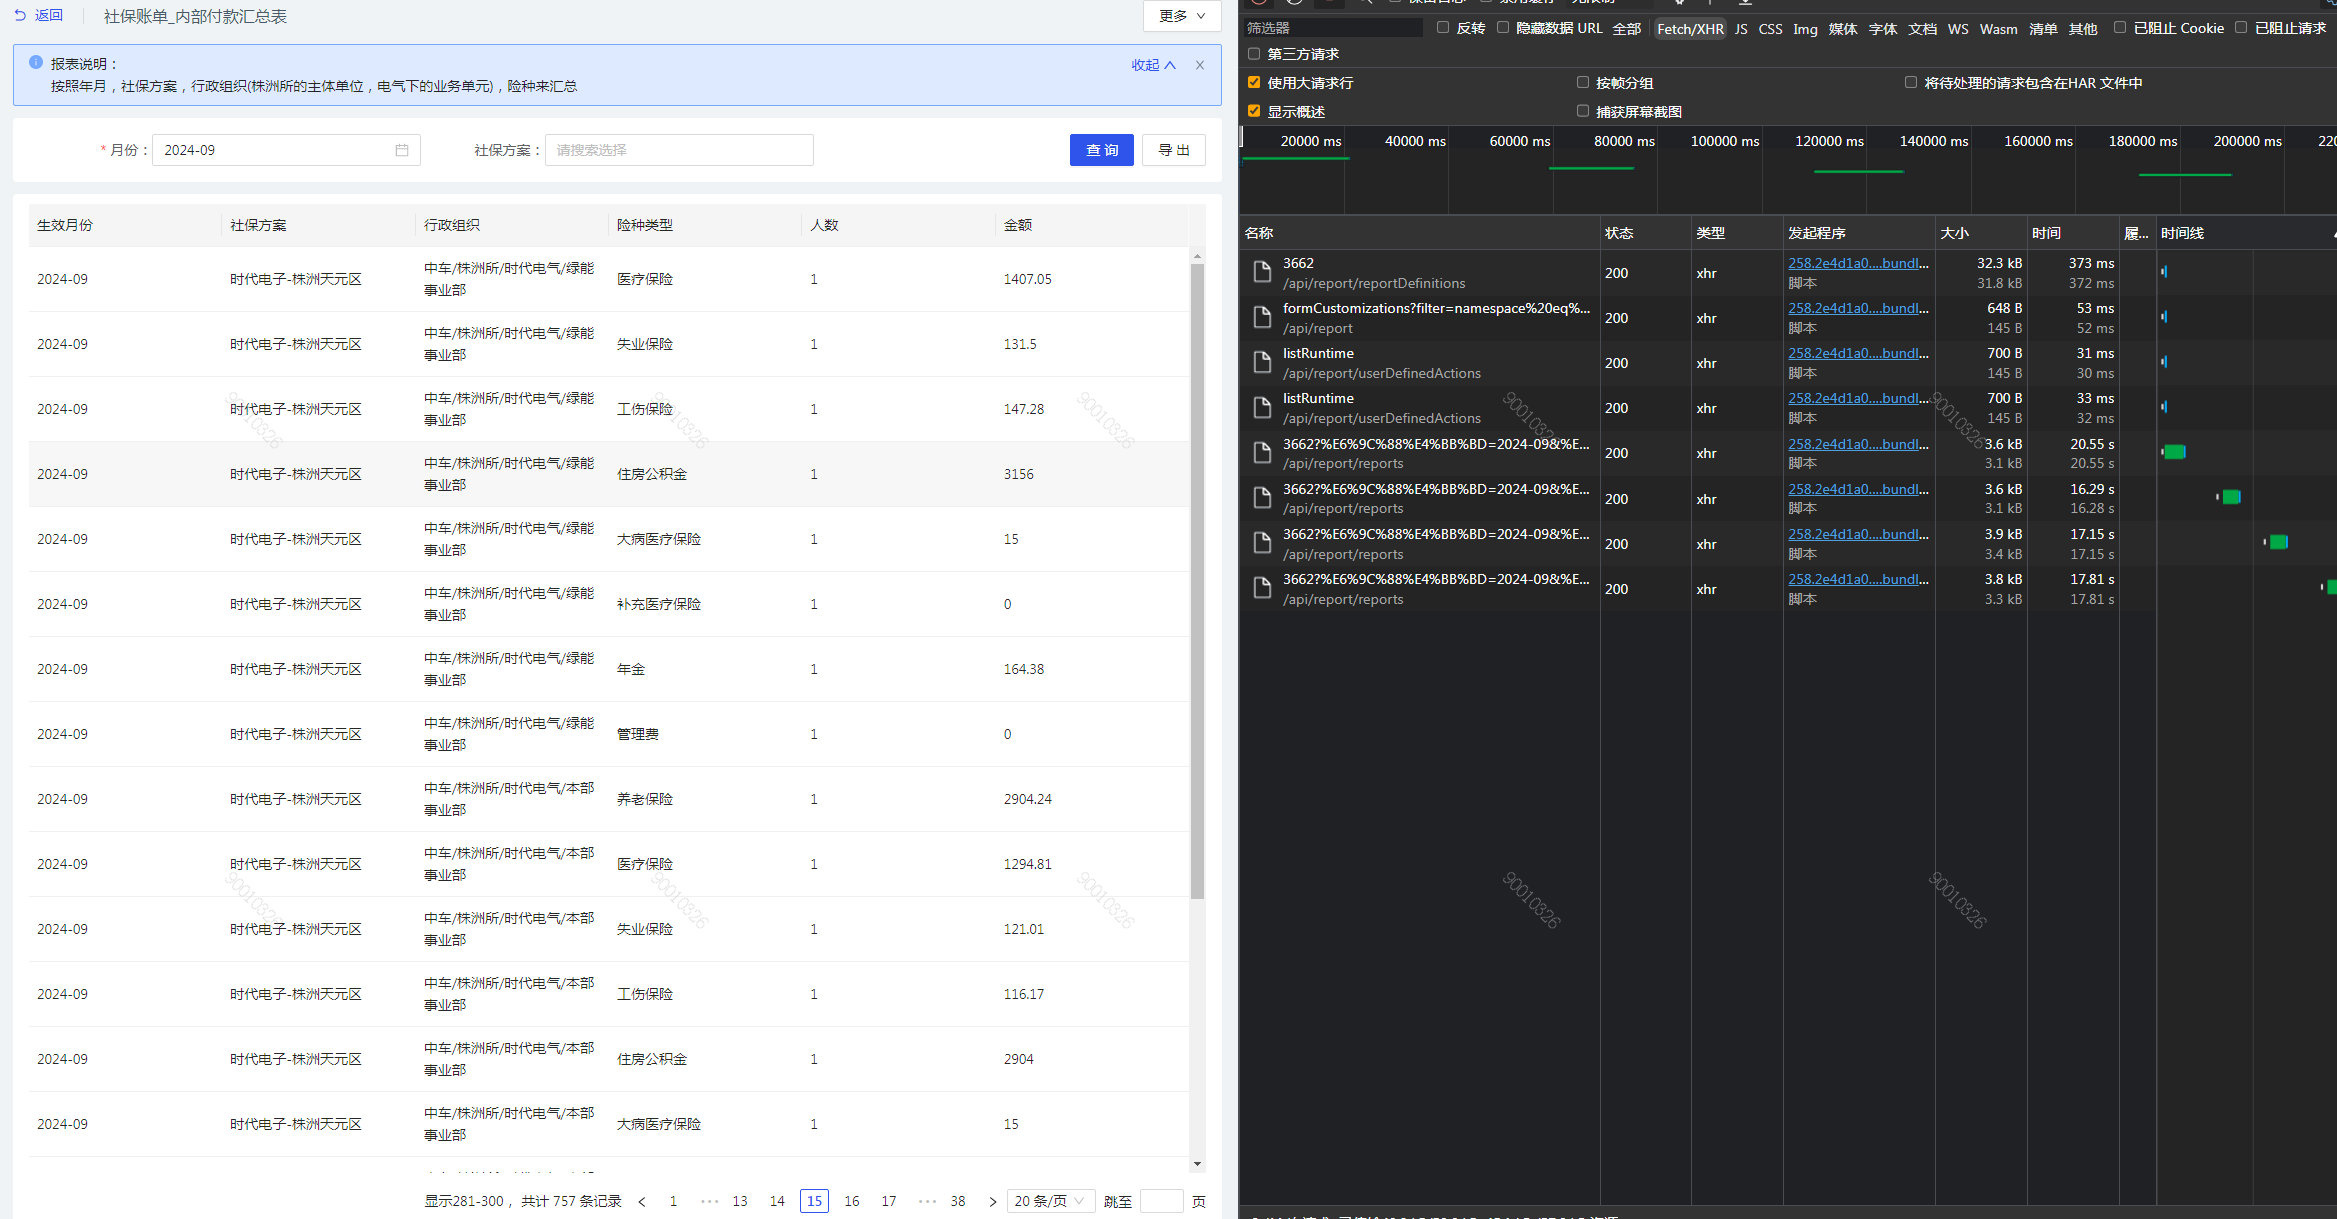 返回
社保账单_内部付款汇总表
更多
报表说明：
收起
按照年月，社保方案，行政组织(株洲所的主体单位，电气下的业务单元)，险种来汇总
* 月份：
2024-09
社保方案：
请搜索选择
查 询
导 出
生效月份 社保方案 行政组织 险种类型 人数 金额
2024-09 时代电子-株洲天元区 中车/株洲所/时代电气/绿能事业部 医疗保险 1 1407.05
2024-09 时代电子-株洲天元区 中车/株洲所/时代电气/绿能事业部 失业保险 1 131.5
2024-09 时代电子-株洲天元区 中车/株洲所/时代电气/绿能事业部 工伤保险 1 147.28
2024-09 时代电子-株洲天元区 中车/株洲所/时代电气/绿能事业部 住房公积金 1 3156
2024-09 时代电子-株洲天元区 中车/株洲所/时代电气/绿能事业部 大病医疗保险 1 15
2024-09 时代电子-株洲天元区 中车/株洲所/时代电气/绿能事业部 补充医疗保险 1 0
2024-09 时代电子-株洲天元区 中车/株洲所/时代电气/绿能事业部 年金 1 164.38
2024-09 时代电子-株洲天元区 中车/株洲所/时代电气/绿能事业部 管理费 1 0
2024-09 时代电子-株洲天元区 中车/株洲所/时代电气/本部事业部 养老保险 1 2904.24
2024-09 时代电子-株洲天元区 中车/株洲所/时代电气/本部事业部 医疗保险 1 1294.81
2024-09 时代电子-株洲天元区 中车/株洲所/时代电气/本部事业部 失业保险 1 121.01
2024-09 时代电子-株洲天元区 中车/株洲所/时代电气/本部事业部 工伤保险 1 116.17
2024-09 时代电子-株洲天元区 中车/株洲所/时代电气/本部事业部 住房公积金 1 2904
2024-09 时代电子-株洲天元区 中车/株洲所/时代电气/本部事业部 大病医疗保险 1 15
显示281-300， 共计 757 条记录 < 1 ··· 13 14 15 16 17 ··· 38 > 20 条/页 跳至 页
90010326
90010326
90010326
90010326
90010326
90010326
筛选器 反转 隐藏数据 URL 全部 Fetch/XHR JS CSS Img 媒体 字体 文档 WS Wasm 清单 其他 已阻止 Cookie 已阻止请求
第三方请求
使用大请求行 按帧分组 将待处理的请求包含在HAR 文件中
显示概述 捕获屏幕截图
20000 ms 40000 ms 60000 ms 80000 ms 100000 ms 120000 ms 140000 ms 160000 ms 180000 ms 200000 ms
名称 状态 类型 发起程序 大小 时间 履... 时间线
3662 200 xhr 258.2e4d1a0....bundl... 32.3 kB 373 ms
/api/report/reportDefinitions 脚本 31.8 kB 372 ms
formCustomizations?filter=namespace%20eq%... 200 xhr 258.2e4d1a0....bundl... 648 B 53 ms
/api/report 脚本 145 B 52 ms
listRuntime 200 xhr 258.2e4d1a0....bundl... 700 B 31 ms
/api/report/userDefinedActions 脚本 145 B 30 ms
listRuntime 200 xhr 258.2e4d1a0....bundl... 700 B 33 ms
/api/report/userDefinedActions 脚本 145 B 32 ms
3662?%E6%9C%88%E4%BB%BD=2024-09&%E... 200 xhr 258.2e4d1a0....bundl... 3.6 kB 20.55 s
/api/report/reports 脚本 3.1 kB 20.55 s
3662?%E6%9C%88%E4%BB%BD=2024-09&%E... 200 xhr 258.2e4d1a0....bundl... 3.6 kB 16.29 s
/api/report/reports 脚本 3.1 kB 16.28 s
3662?%E6%9C%88%E4%BB%BD=2024-09&%E... 200 xhr 258.2e4d1a0....bundl... 3.9 kB 17.15 s
/api/report/reports 脚本 3.4 kB 17.15 s
3662?%E6%9C%88%E4%BB%BD=2024-09&%E... 200 xhr 258.2e4d1a0....bundl... 3.8 kB 17.81 s
/api/report/reports 脚本 3.3 kB 17.81 s
90010326
90010326
90010326
90010326